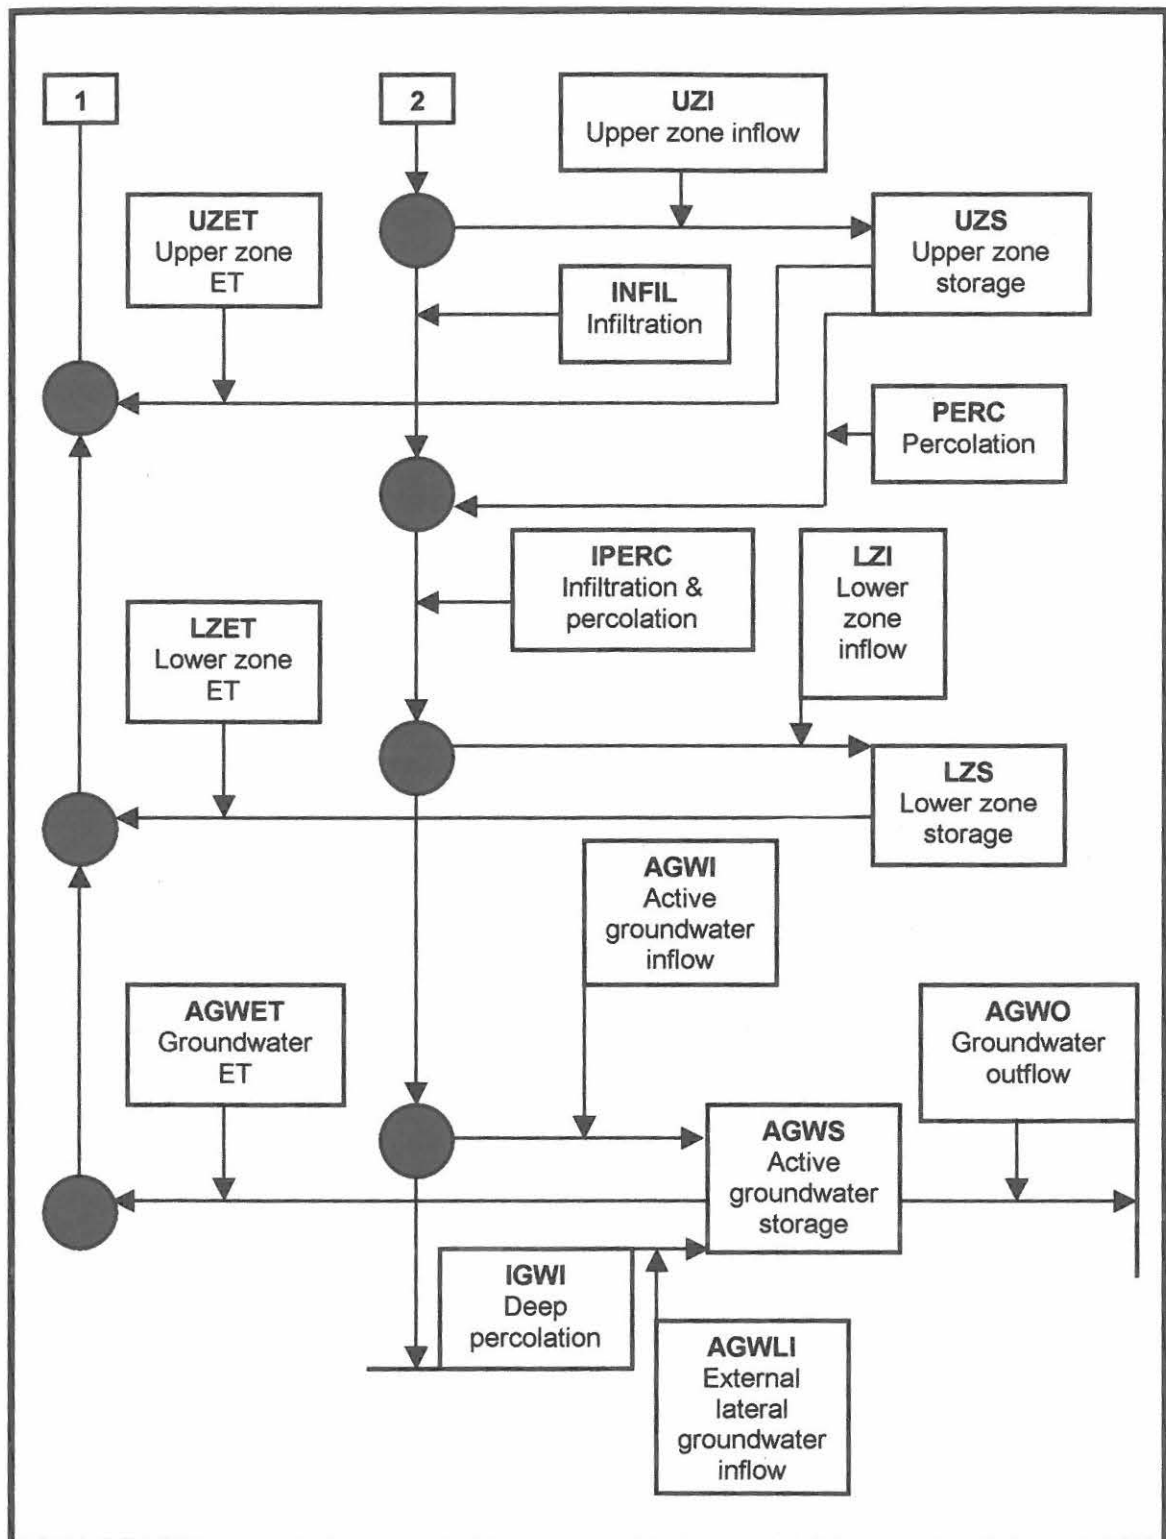 1
2
UZI
Upper zone inflow
UZET
Upper zone
ET
UZS
Upper zone
storage
INFIL
Infiltration
PERC
Percolation
IPERC
Infiltration &
percolation
LZI
Lower
zone
inflow
LZET
Lower zone
ET
LZS
Lower zone
storage
AGWI
Active
groundwater
inflow
AGWET
Groundwater
ET
AGWO
Groundwater
outflow
AGWS
Active
groundwater
storage
IGWI
Deep
percolation
AGWLI
External
lateral
groundwater
inflow